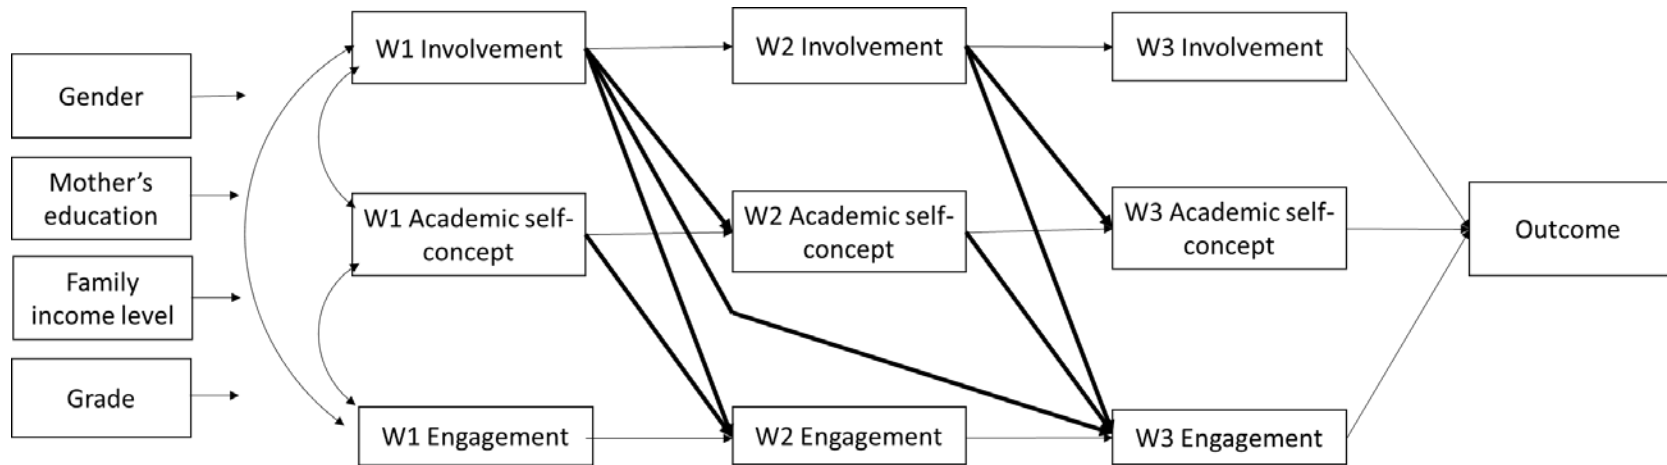 Gender
Mother's
education
Family
income level
Grade
W1 Involvement
W1 Academic self-
concept
W1 Engagement
W2 Involvement
W2 Academic self-
concept
W2 Engagement
W3 Involvement
W3 Academic self-
concept
W3 Engagement
Outcome